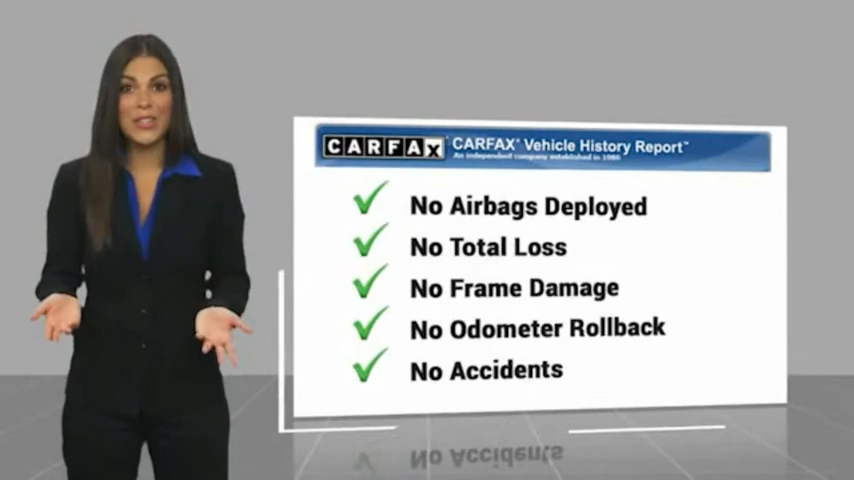 CARFAX CARFAX® Vehicle History Report™
An independent company established in 1986
No Airbags Deployed
No Total Loss
No Frame Damage
No Odometer Rollback
No Accidents
No Accidents